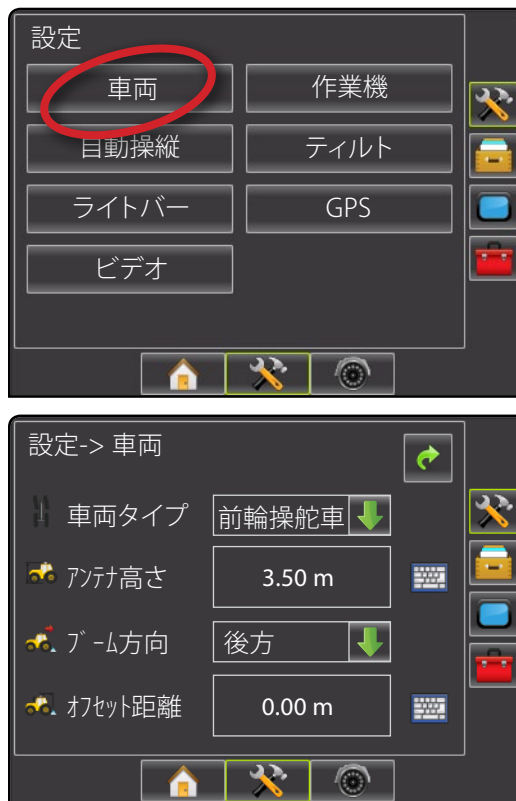 設定
車両 作業機
自動操縦 ティルト
ライトバー GPS
ビデオ
設定-> 車両
車両タイプ 前輪操舵車
アンテナ高さ 3.50 m
ブーム方向 後方
オフセット距離 0.00 m